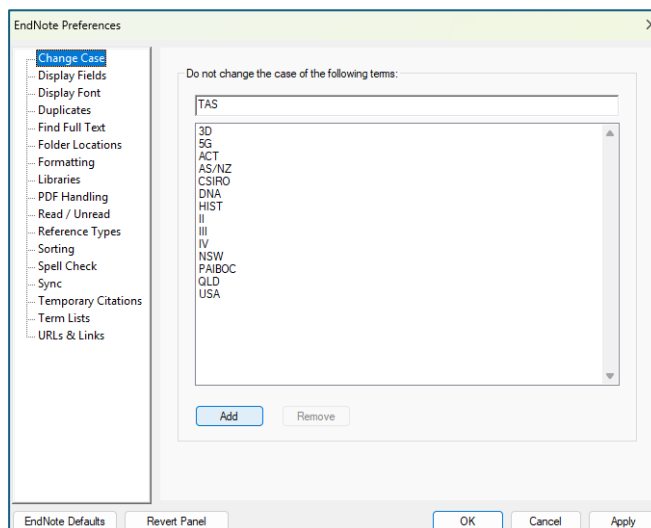 EndNote Preferences
Change Case
Display Fields
Display Font
Duplicates
Find Full Text
Folder Locations
Formatting
Libraries
PDF Handling
Read / Unread
Reference Types
Sorting
Spell Check
Sync
Temporary Citations
Term Lists
URLs & Links
Do not change the case of the following terms:
TAS
3D
5G
ACT
AS/NZ
CSIRO
DNA
HIST
II
III
IV
NSW
PAIBOC
QLD
USA
Add Remove
EndNote Defaults Revert Panel OK Cancel Apply